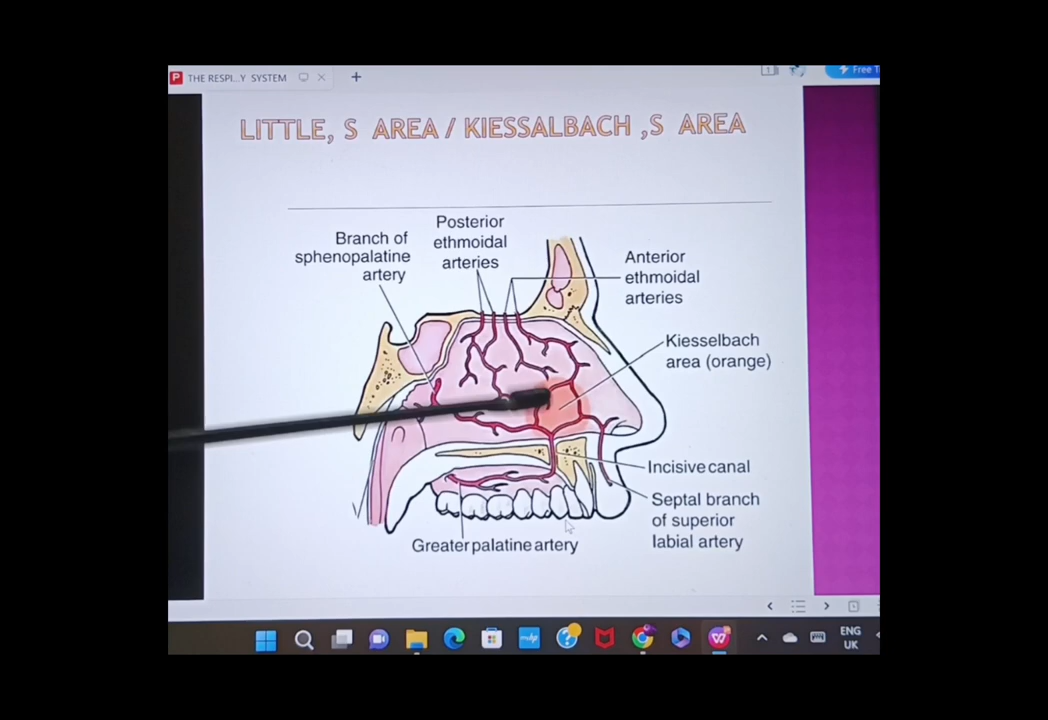 THE RESPI...Y SYSTEM
Free
LITTLE, S AREA / KIESSALBACH ,S AREA
Posterior
ethmoidal
arteries
Branch of
sphenopalatine
artery
Anterior
ethmoidal
arteries
Kiesselbach
area (orange)
Incisive canal
Septal branch
of superior
labial artery
Greater palatine artery
ENG
UK